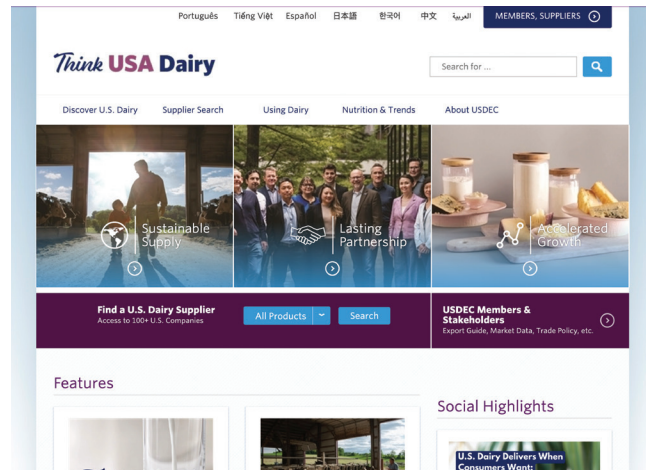 Português Tiếng Việt Español 日本語 한국어 中文 العربية MEMBERS, SUPPLIERS
Think USA Dairy
Search for ...
Discover U.S. Dairy Supplier Search Using Dairy Nutrition & Trends About USDEC
Sustainable
Supply
Lasting
Partnership
Accelerated
Growth
Find a U.S. Dairy Supplier
Access to 100+ U.S. Companies
All Products
Search
USDEC Members &
Stakeholders
Export Guide, Market Data, Trade Policy, etc.
Features
Social Highlights
U.S. Dairy Delivers When
Consumers Want: